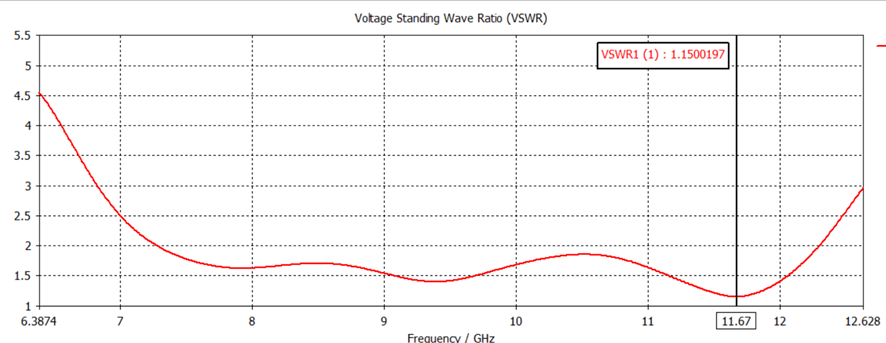 Voltage Standing Wave Ratio (VSWR)
5.5
VSWR1 (1) : 1.1500197
5
4.5
4
3.5
3
2.5
2
1.5
1
6.3874 7 8 9 10 11 11.67 12 12.628
Frequency / GHz